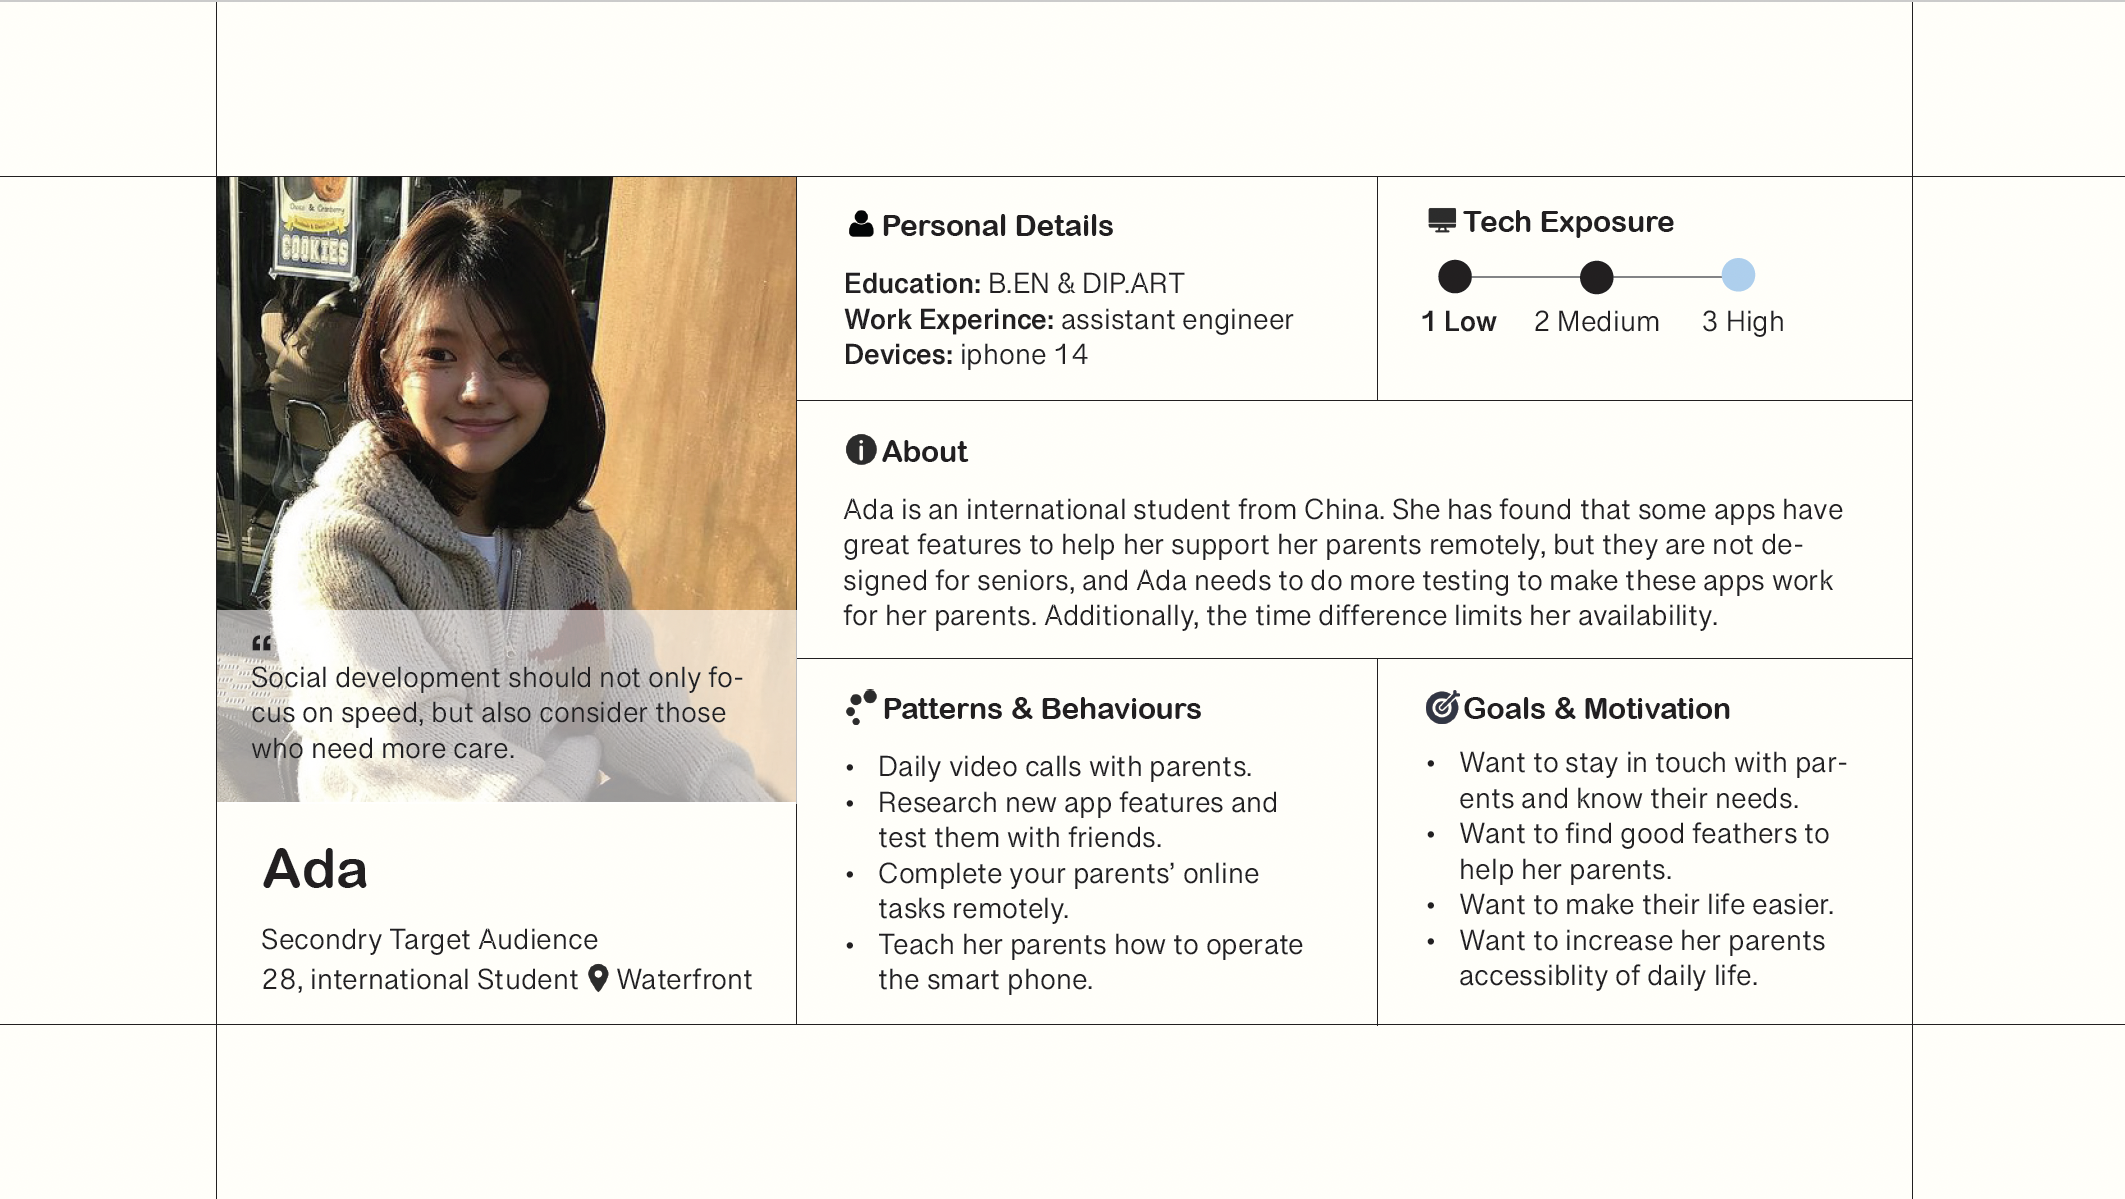 COOKIES
“
Social development should not only fo-
cus on speed, but also consider those
who need more care.
Ada
Secondry Target Audience
28, international Student Waterfront
Personal Details
Education: B.EN & DIP.ART
Work Experince: assistant engineer
Devices: iphone 14
Tech Exposure
1 Low 2 Medium 3 High
About
Ada is an international student from China. She has found that some apps have
great features to help her support her parents remotely, but they are not de-
signed for seniors, and Ada needs to do more testing to make these apps work
for her parents. Additionally, the time difference limits her availability.
Patterns & Behaviours
• Daily video calls with parents.
• Research new app features and
test them with friends.
• Complete your parents’ online
tasks remotely.
• Teach her parents how to operate
the smart phone.
Goals & Motivation
• Want to stay in touch with par-
ents and know their needs.
• Want to find good feathers to
help her parents.
• Want to make their life easier.
• Want to increase her parents
accessiblity of daily life.